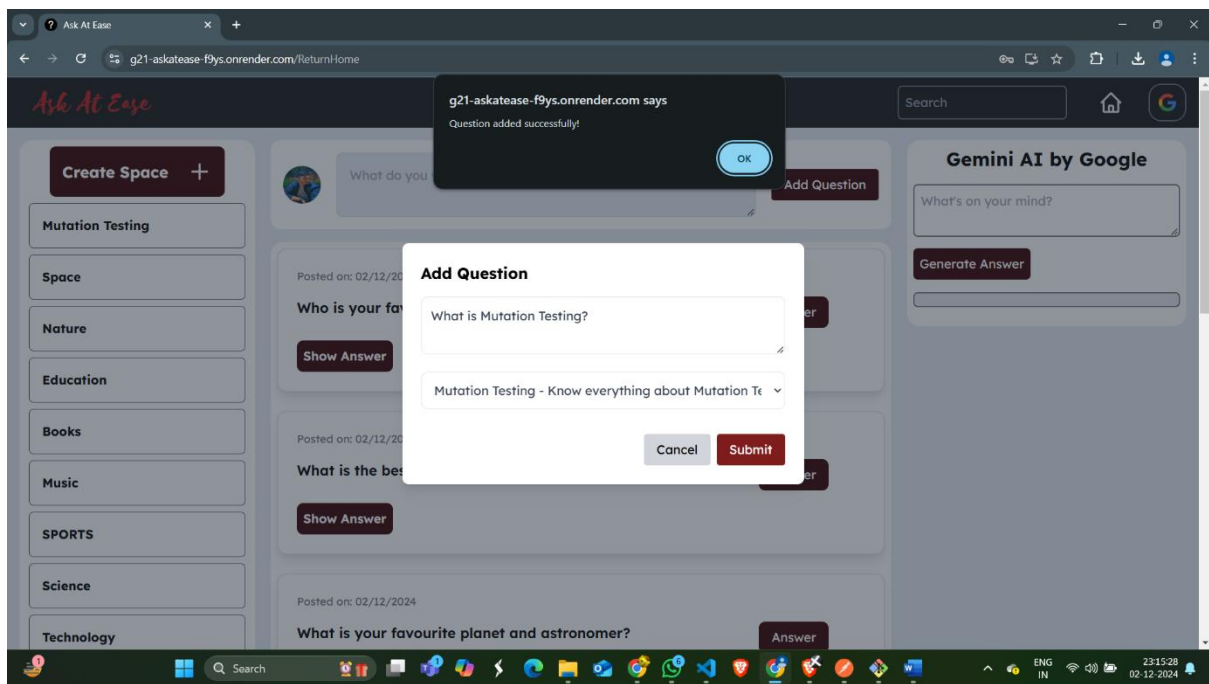 Ask At Ease
g21-askatease-f9ys.onrender.com/ReturnHome
Ask At Ease
g21-askatease-f9ys.onrender.com says
Question added successfully!
OK
Search
Create Space +
What do you
Add Question
Gemini AI by Google
What's on your mind?
Generate Answer
Mutation Testing
Space
Nature
Education
Books
Music
SPORTS
Science
Technology
Posted on: 02/12/20
Who is your fav
er
Show Answer
Add Question
What is Mutation Testing?
Mutation Testing - Know everything about Mutation Te
Cancel
Submit
Posted on: 02/12/20
What is the bes
er
Show Answer
Posted on: 02/12/2024
What is your favourite planet and astronomer?
Answer
Search
ENG
IN
23:15:28
02-12-2024